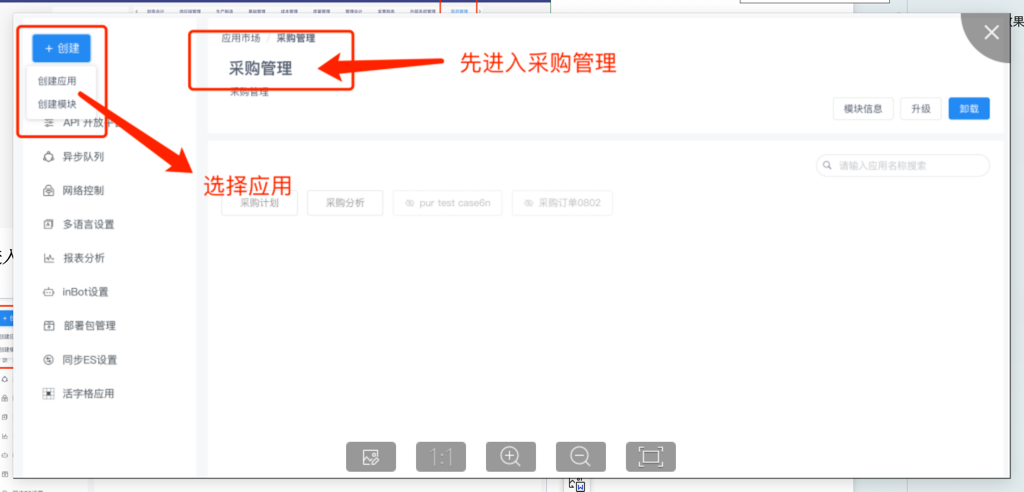 + 创建
创建应用
创建模块
API 开放平台
异步队列
网络控制
多语言设置
报表分析
inBot设置
部署包管理
同步ES设置
活字格应用
应用市场 / 采购管理
采购管理
采购管理
先进入采购管理
模块信息
升级
卸载
请输入应用名称搜索
选择应用
采购计划
采购分析
pur test case6n
采购订单0802
1:1